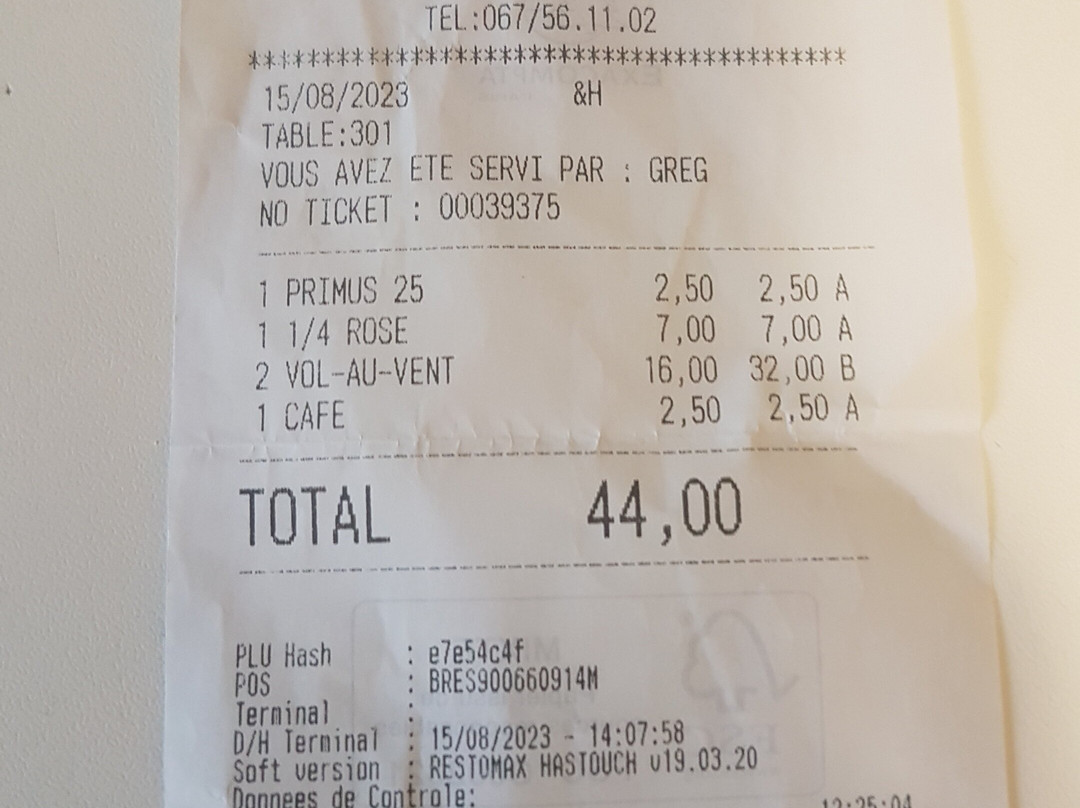 TEL:067/56.11.02
******************************************
15/08/2023 &H
TABLE:301
VOUS AVEZ ETE SERVI PAR : GREG
NO TICKET : 00039375
1 PRIMUS 25 2,50 2,50 A
1 1/4 ROSE 7,00 7,00 A
2 VOL-AU-VENT 16,00 32,00 B
1 CAFE 2,50 2,50 A
TOTAL 44,00
PLU Hash : e7e54c4f
POS : BRES900660914M
Terminal :
D/H Terminal : 15/08/2023 - 14:07:58
Soft version : RESTOMAX HASTOUCH v19.03.20
Donnees de Controle: